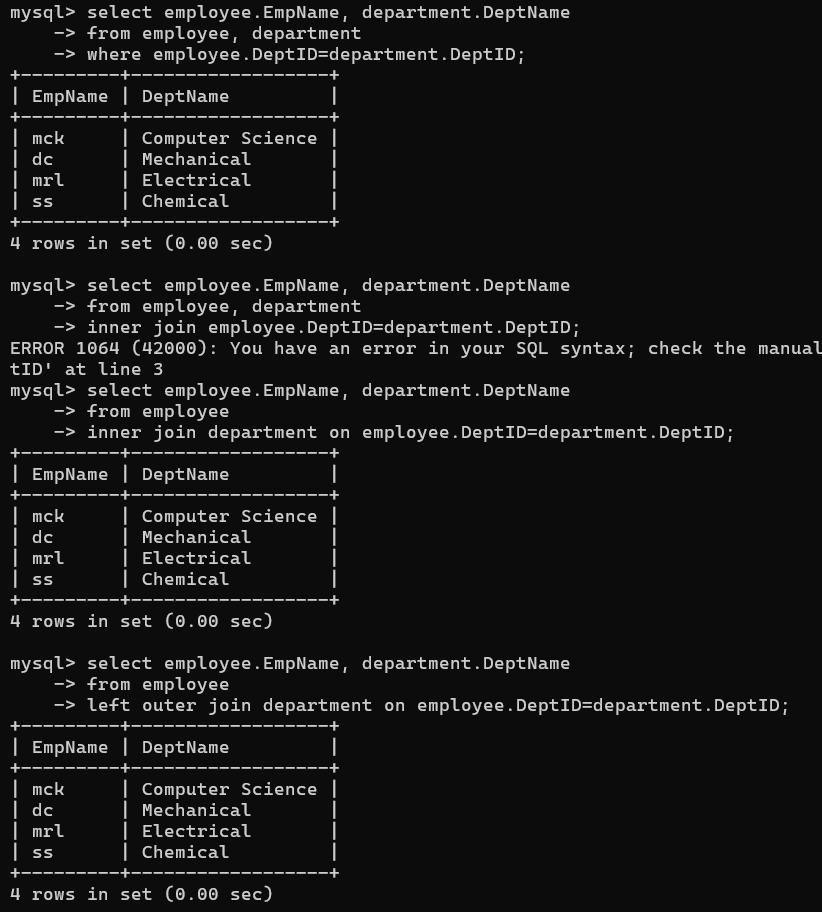 mysql> select employee.EmpName, department.DeptName
    -> from employee, department
    -> where employee.DeptID=department.DeptID;
+---------+------------------+
| EmpName | DeptName         |
+---------+------------------+
| mck     | Computer Science |
| dc      | Mechanical       |
| mrl     | Electrical       |
| ss      | Chemical         |
+---------+------------------+
4 rows in set (0.00 sec)

mysql> select employee.EmpName, department.DeptName
    -> from employee, department
    -> inner join employee.DeptID=department.DeptID;
ERROR 1064 (42000): You have an error in your SQL syntax; check the manual
tID' at line 3
mysql> select employee.EmpName, department.DeptName
    -> from employee
    -> inner join department on employee.DeptID=department.DeptID;
+---------+------------------+
| EmpName | DeptName         |
+---------+------------------+
| mck     | Computer Science |
| dc      | Mechanical       |
| mrl     | Electrical       |
| ss      | Chemical         |
+---------+------------------+
4 rows in set (0.00 sec)

mysql> select employee.EmpName, department.DeptName
    -> from employee
    -> left outer join department on employee.DeptID=department.DeptID;
+---------+------------------+
| EmpName | DeptName         |
+---------+------------------+
| mck     | Computer Science |
| dc      | Mechanical       |
| mrl     | Electrical       |
| ss      | Chemical         |
+---------+------------------+
4 rows in set (0.00 sec)